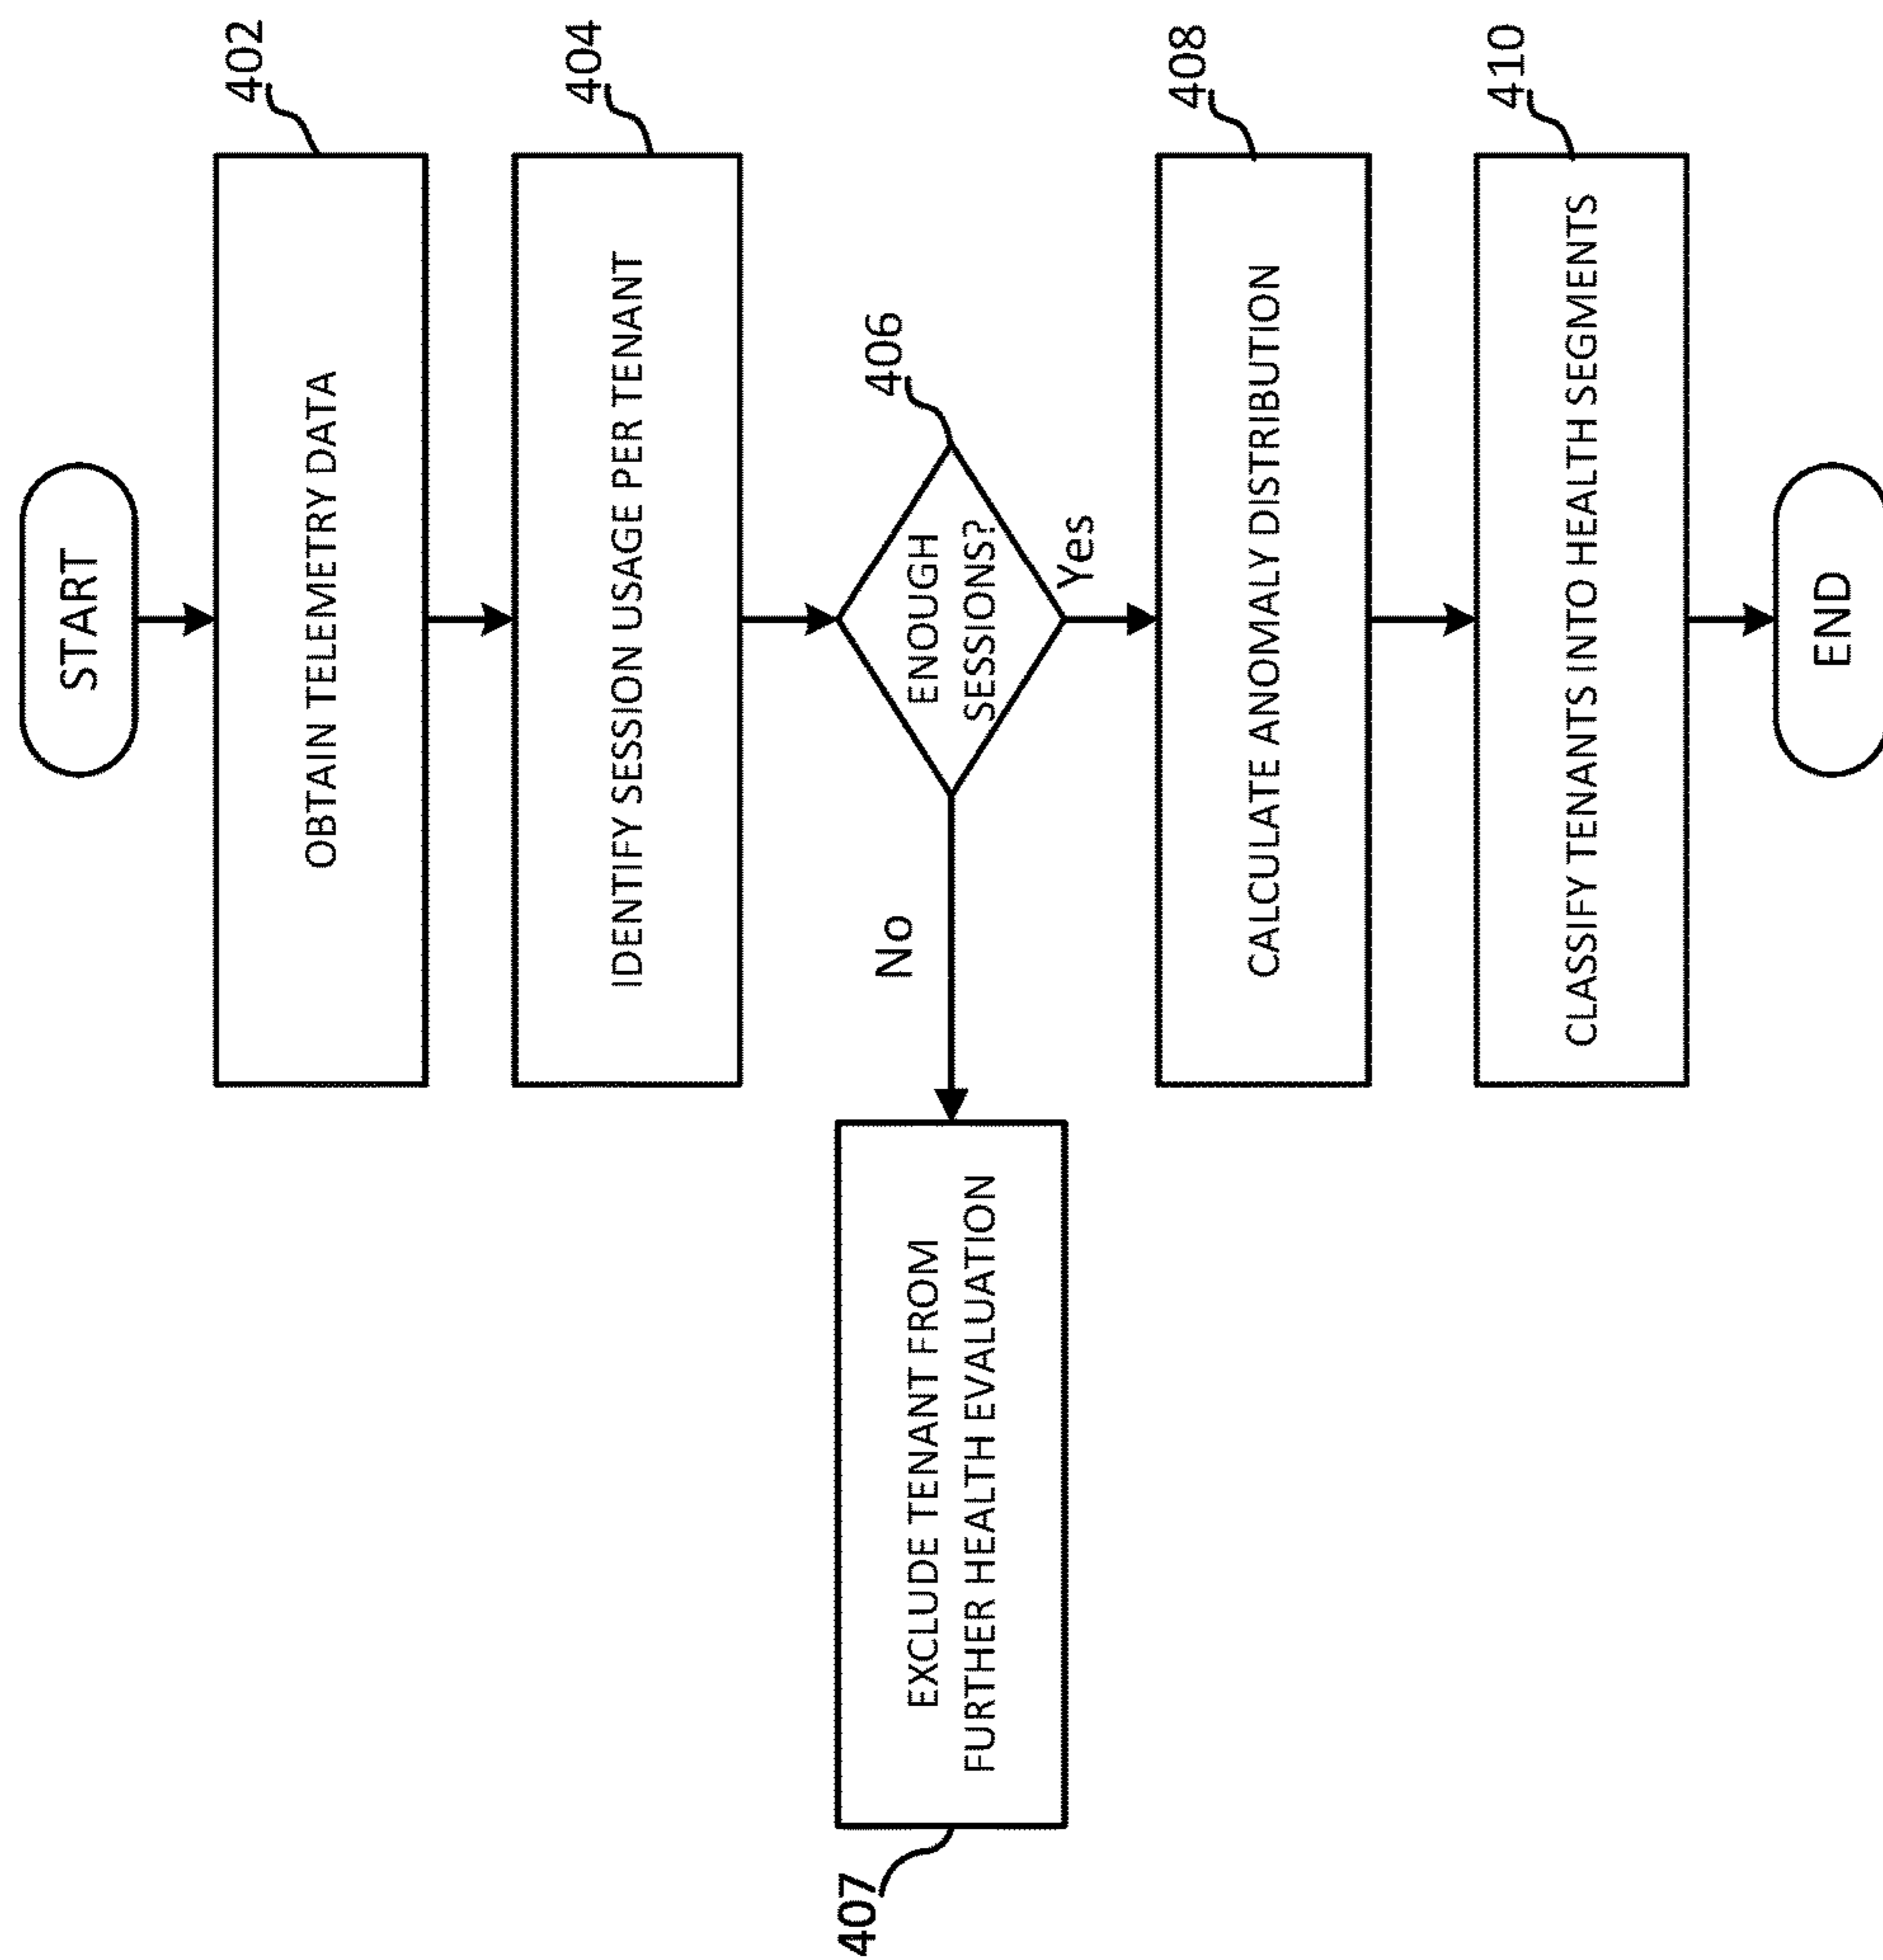 START
402
OBTAIN TELEMETRY DATA
404
IDENTIFY SESSION USAGE PER TENANT
406
ENOUGH
SESSIONS?
No
Yes
407
EXCLUDE TENANT FROM
FURTHER HEALTH EVALUATION
408
CALCULATE ANOMALY DISTRIBUTION
410
CLASSIFY TENANTS INTO HEALTH SEGMENTS
END